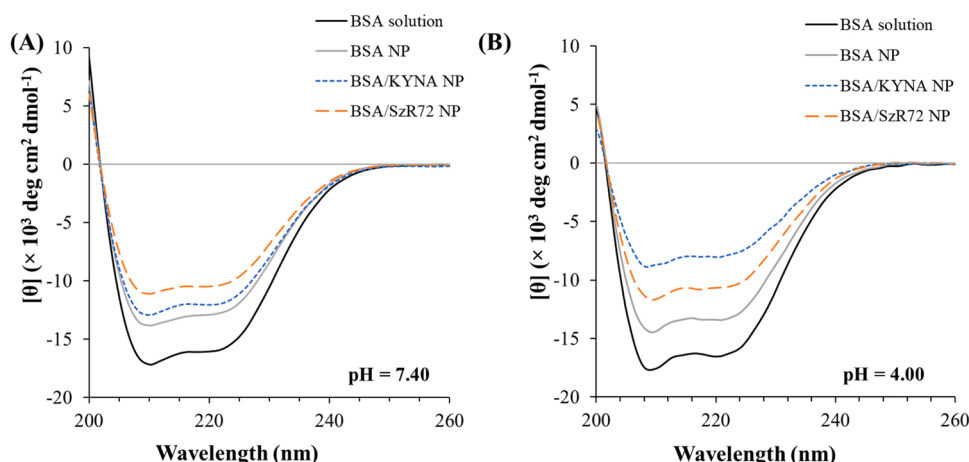 (A)
BSA solution
BSA NP
BSA/KYNA NP
BSA/SzR72 NP
[θ] (× 10³ deg cm² dmol⁻¹)
10
5
0
-5
-10
-15
-20
200
220
240
260
pH = 7.40
Wavelength (nm)
(B)
BSA solution
BSA NP
BSA/KYNA NP
BSA/SzR72 NP
[θ] (× 10³ deg cm² dmol⁻¹)
10
5
0
-5
-10
-15
-20
200
220
240
260
pH = 4.00
Wavelength (nm)